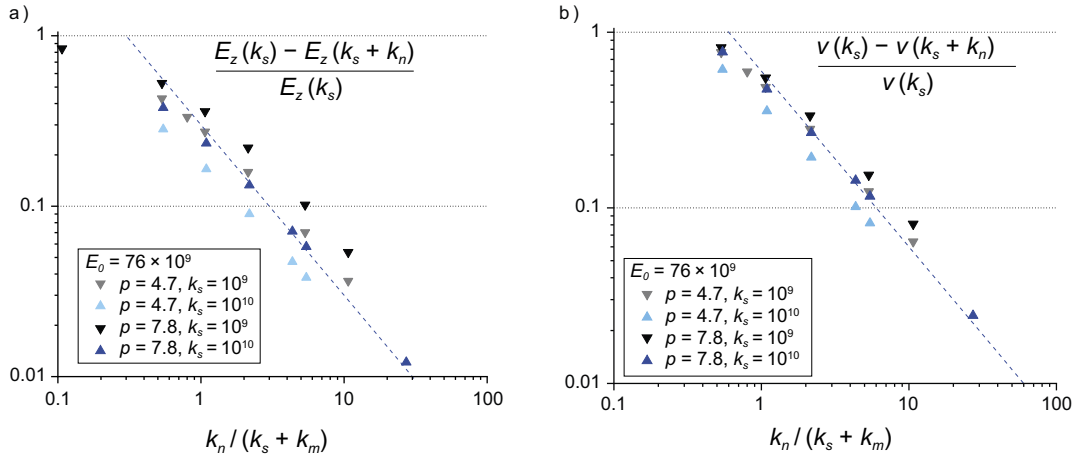 a)
1
0.1
0.01
0.1
1
10
100
E_z(k_s) − E_z(k_s + k_n)
E_z(k_s)
E_0 = 76 × 10^9
p = 4.7, k_s = 10^9
p = 4.7, k_s = 10^10
p = 7.8, k_s = 10^9
p = 7.8, k_s = 10^10
k_n / (k_s + k_m)
b)
1
0.1
0.01
0.1
1
10
100
v(k_s) − v(k_s + k_n)
v(k_s)
E_0 = 76 × 10^9
p = 4.7, k_s = 10^9
p = 4.7, k_s = 10^10
p = 7.8, k_s = 10^9
p = 7.8, k_s = 10^10
k_n / (k_s + k_m)